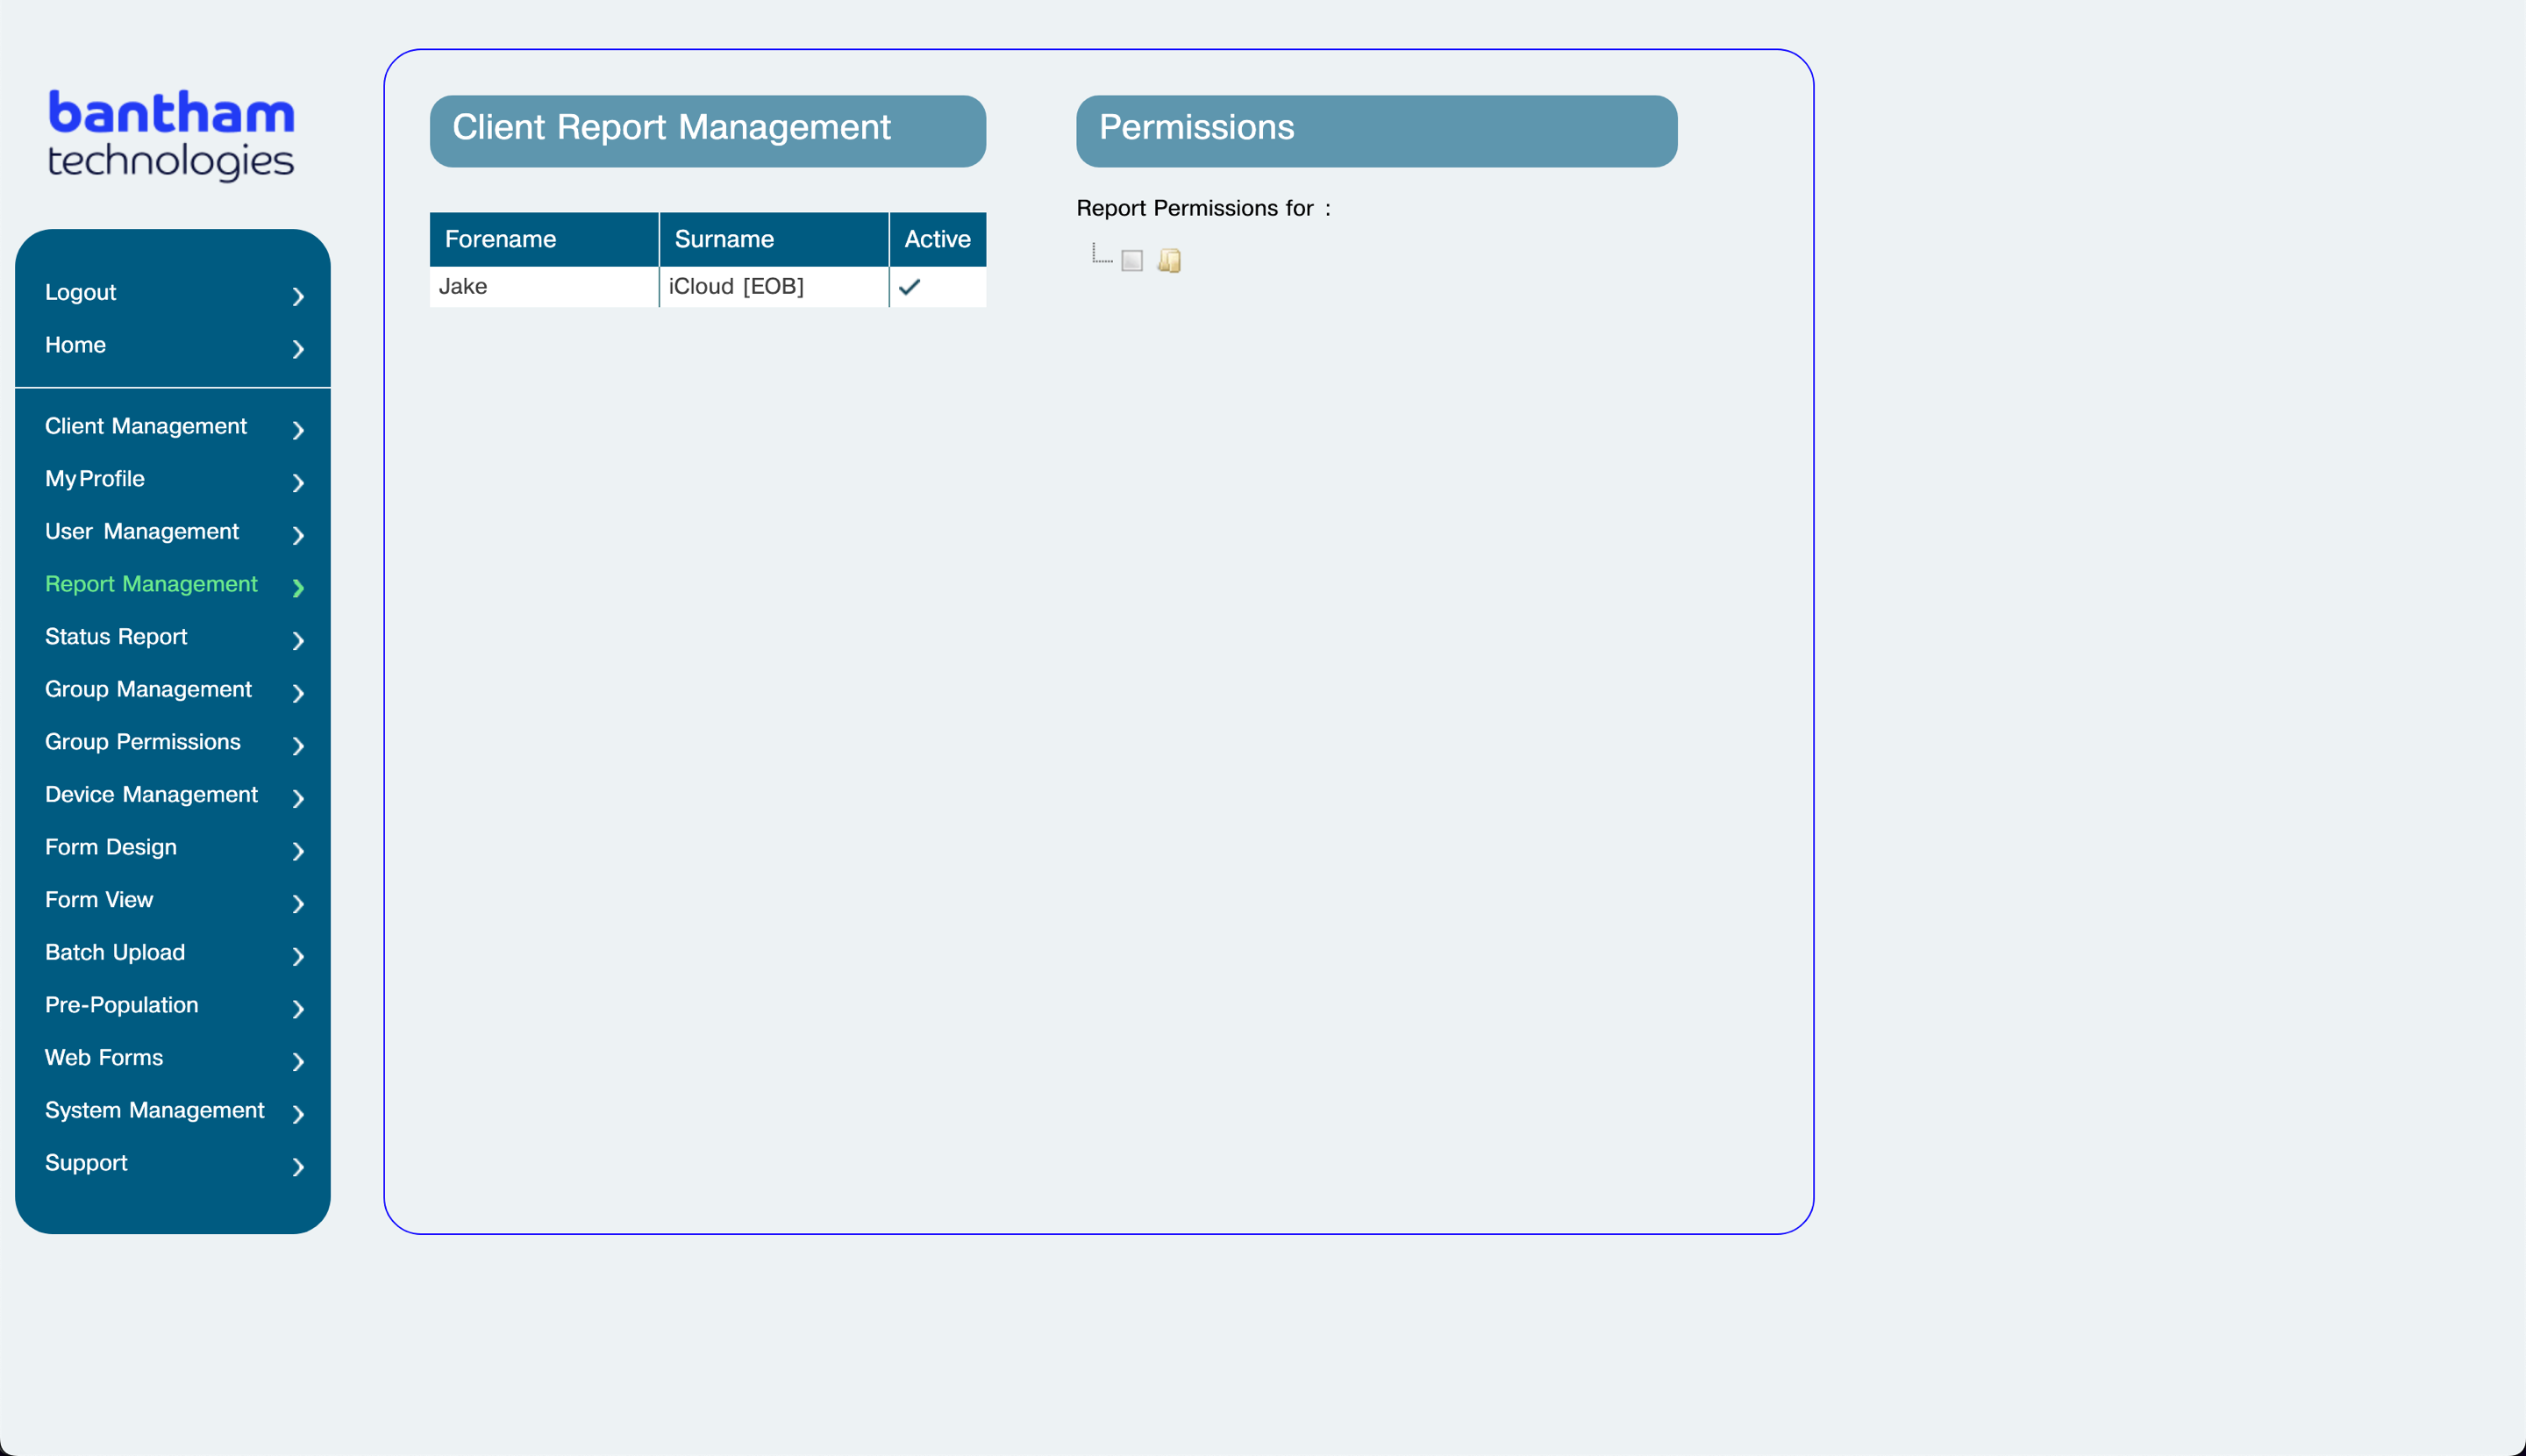 bantham
technologies
Logout
Home
Client Management
My Profile
User Management
Report Management
Status Report
Group Management
Group Permissions
Device Management
Form Design
Form View
Batch Upload
Pre-Population
Web Forms
System Management
Support
Client Report Management
Forename Surname Active
Jake iCloud [EOB]
Permissions
Report Permissions for :